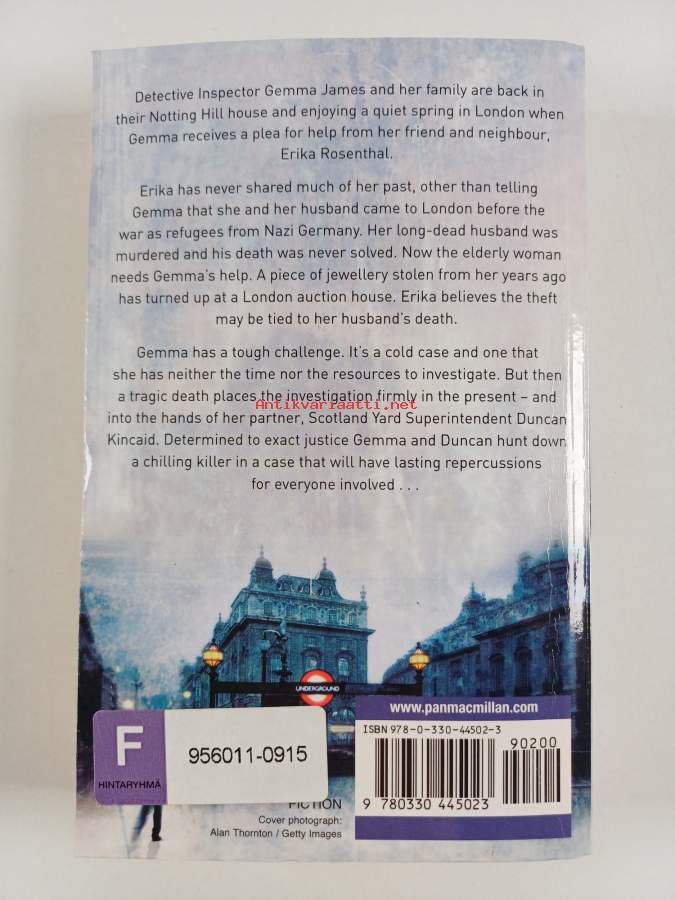 Detective Inspector Gemma James and her family are back in
their Notting Hill house and enjoying a quiet spring in London when
Gemma receives a plea for help from her friend and neighbour,
Erika Rosenthal.
Erika has never shared much of her past, other than telling
Gemma that she and her husband came to London before the
war as refugees from Nazi Germany. Her long-dead husband was
murdered and his death was never solved. Now the elderly woman
needs Gemma's help. A piece of jewellery stolen from her years ago
has turned up at a London auction house. Erika believes the theft
may be tied to her husband's death.
Gemma has a tough challenge. It's a cold case and one that
she has neither the time nor the resources to investigate. But then
a tragic death places the investigation firmly in the present – and
Antikvariaatti.net
into the hands of her partner, Scotland Yard Superintendent Duncan
Kincaid. Determined to exact justice Gemma and Duncan hunt down
a chilling killer in a case that will have lasting repercussions
for everyone involved . . .
UNDERGROUND
www.panmacmillan.com
ISBN 978-0-330-44502-3
90200
9 780330 445023
F
HINTARYHMÄ
956011-0915
FICTION
Cover photograph:
Alan Thornton / Getty Images